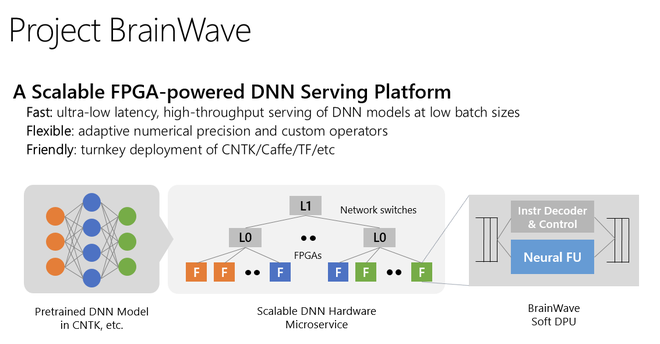 Project BrainWave
A Scalable FPGA-powered DNN Serving Platform
Fast: ultra-low latency, high-throughput serving of DNN models at low batch sizes
Flexible: adaptive numerical precision and custom operators
Friendly: turnkey deployment of CNTK/Caffe/TF/etc
L1
Network switches
L0
L0
FPGAs
F
F
F
F
F
F
Instr Decoder
& Control
Neural FU
Pretrained DNN Model
in CNTK, etc.
Scalable DNN Hardware
Microservice
BrainWave
Soft DPU